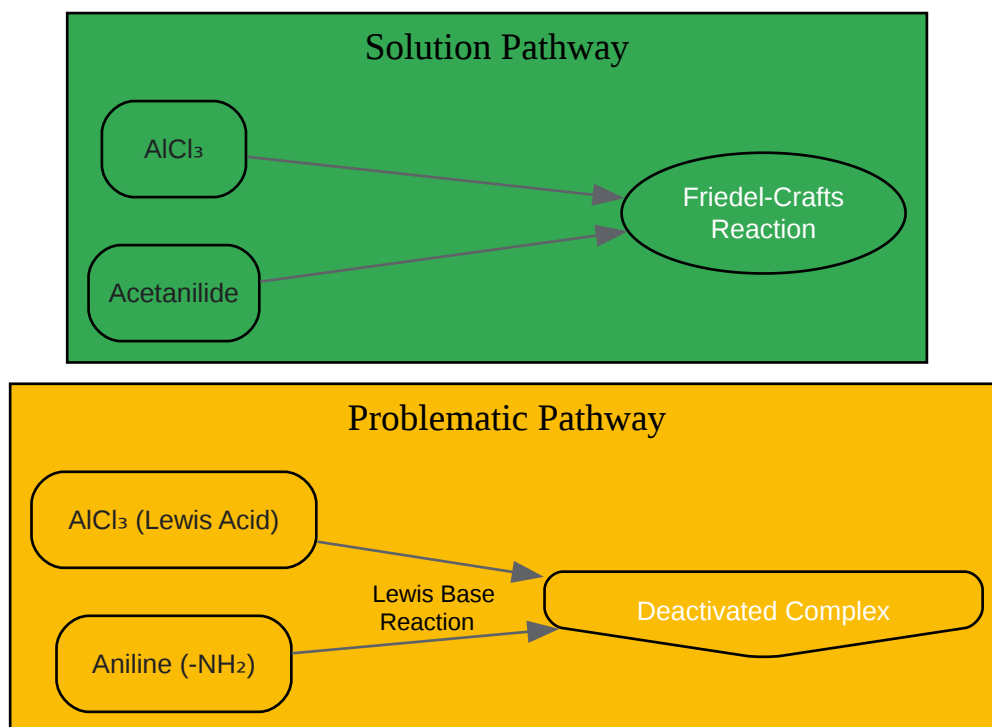 Solution Pathway
AlCl₃
Friedel-Crafts
Reaction
Acetanilide
Problematic Pathway
AlCl₃ (Lewis Acid)
Lewis Base
Reaction
Deactivated Complex
Aniline (-NH₂)